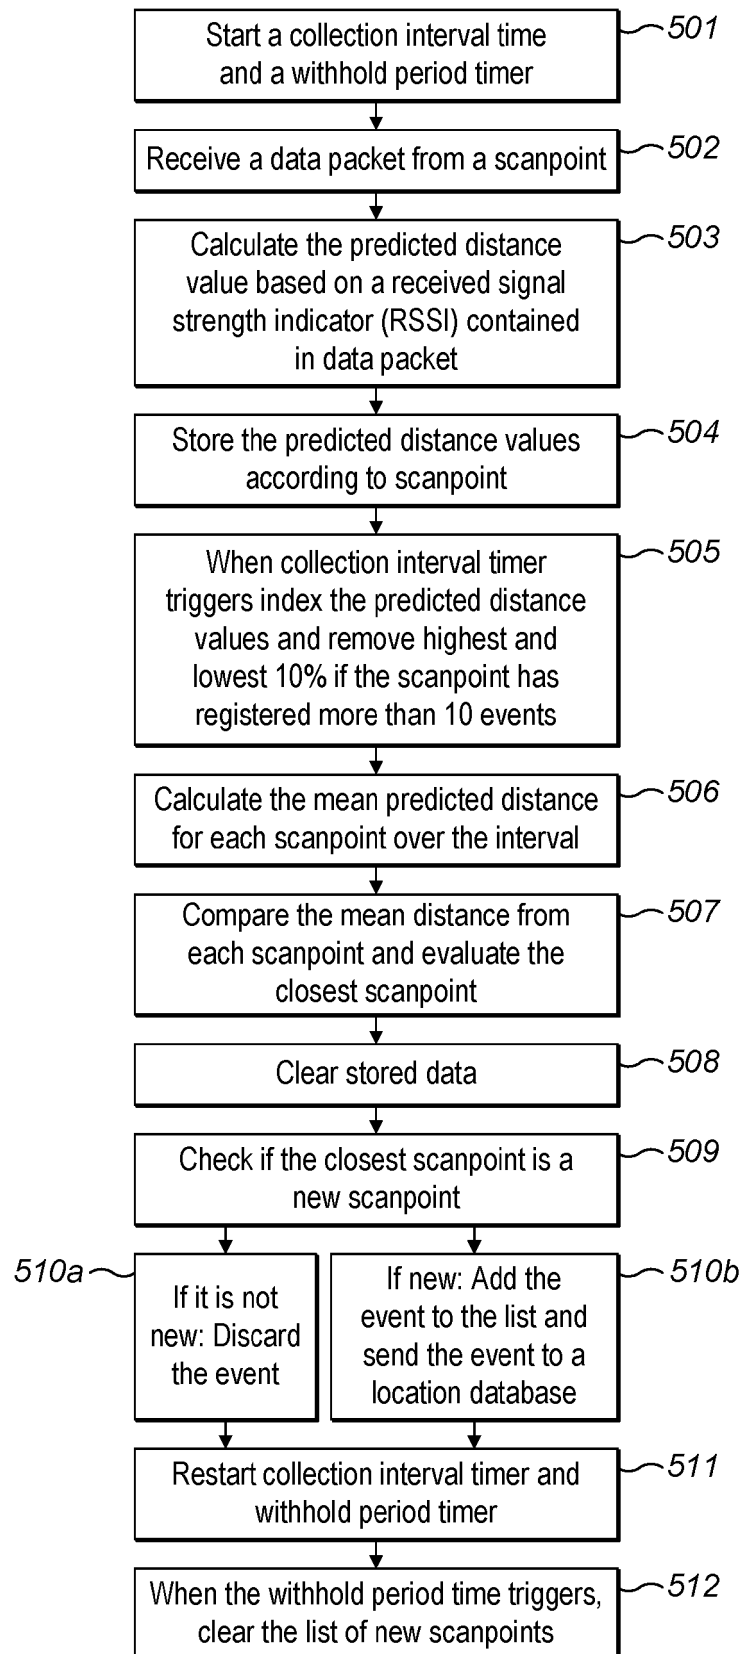 Start a collection interval time
and a withhold period timer
501
Receive a data packet from a scanpoint
502
Calculate the predicted distance
value based on a received signal
strength indicator (RSSI) contained
in data packet
503
Store the predicted distance values
according to scanpoint
504
When collection interval timer
triggers index the predicted distance
values and remove highest and
lowest 10% if the scanpoint has
registered more than 10 events
505
Calculate the mean predicted distance
for each scanpoint over the interval
506
Compare the mean distance from
each scanpoint and evaluate the
closest scanpoint
507
Clear stored data
508
Check if the closest scanpoint is a
new scanpoint
509
510a
If it is not
new: Discard
the event
If new: Add the
event to the list and
send the event to a
location database
510b
Restart collection interval timer and
withhold period timer
511
When the withhold period time triggers,
clear the list of new scanpoints
512